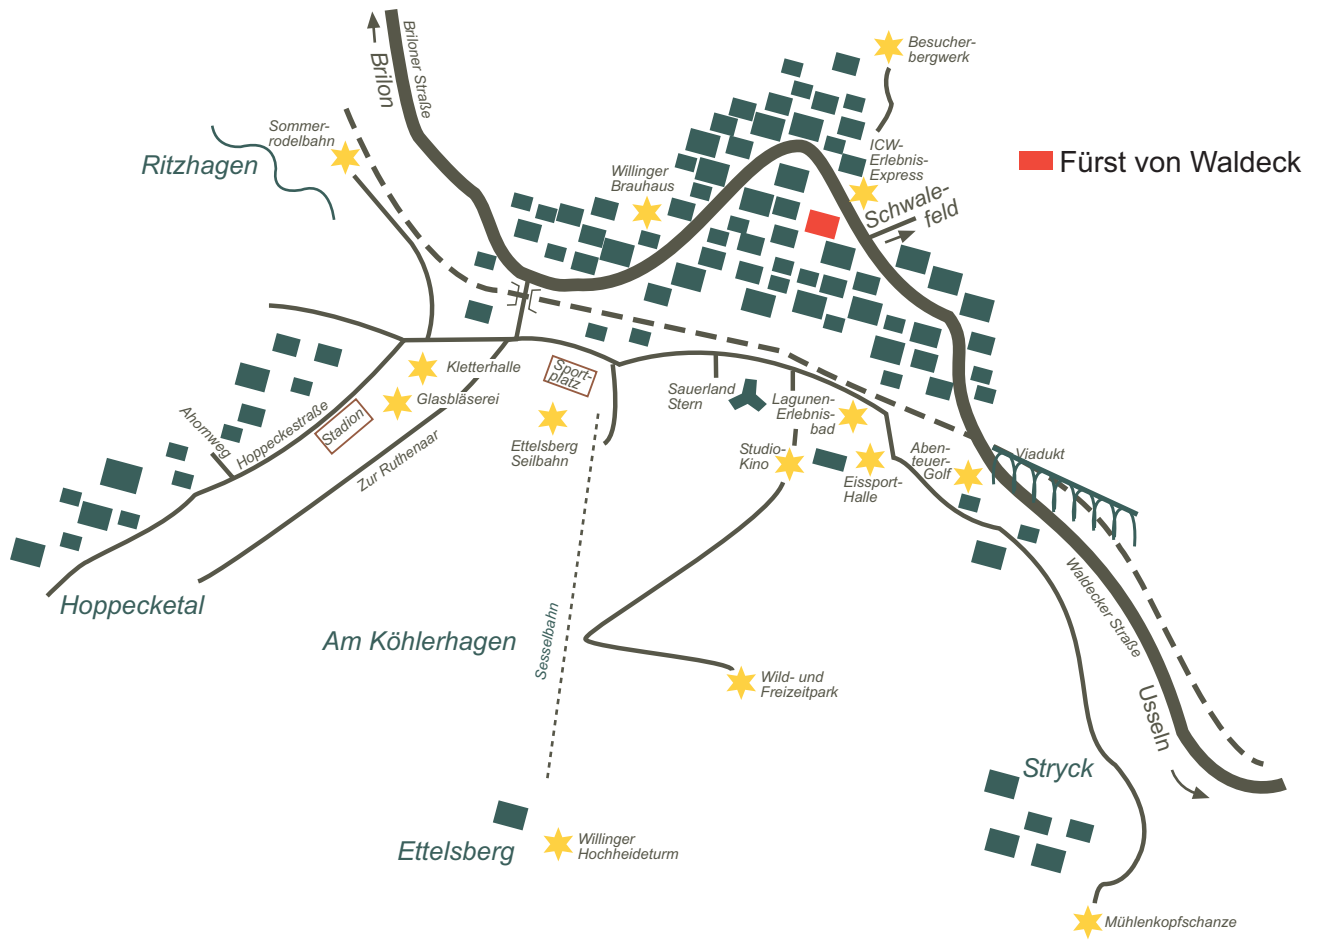 Brilon
Briloner Straße
Besucher-
bergwerk
Sommer-
rodelbahn
Ritzhagen
Willinger
Brauhaus
ICW-
Erlebnis-
Express
Fürst von Waldeck
Schwale-
feld
Kletterhalle
Glasbläserei
Sport-
platz
Stadion
Ahornweg
Hoppeckestraße
Zur Ruthenaar
Ettelsberg
Seilbahn
Sauerland
Stern
Lagunen-
Erlebnis-
bad
Studio-
Kino
Eissport-
Halle
Aben-
teuer-
Golf
Viadukt
Hoppecketal
Am Köhlerhagen
Sesselbahn
Waldecker Straße
Wild- und
Freizeitpark
Usseln
Stryck
Ettelsberg
Willinger
Hochheideturm
Mühlenkopfschanze